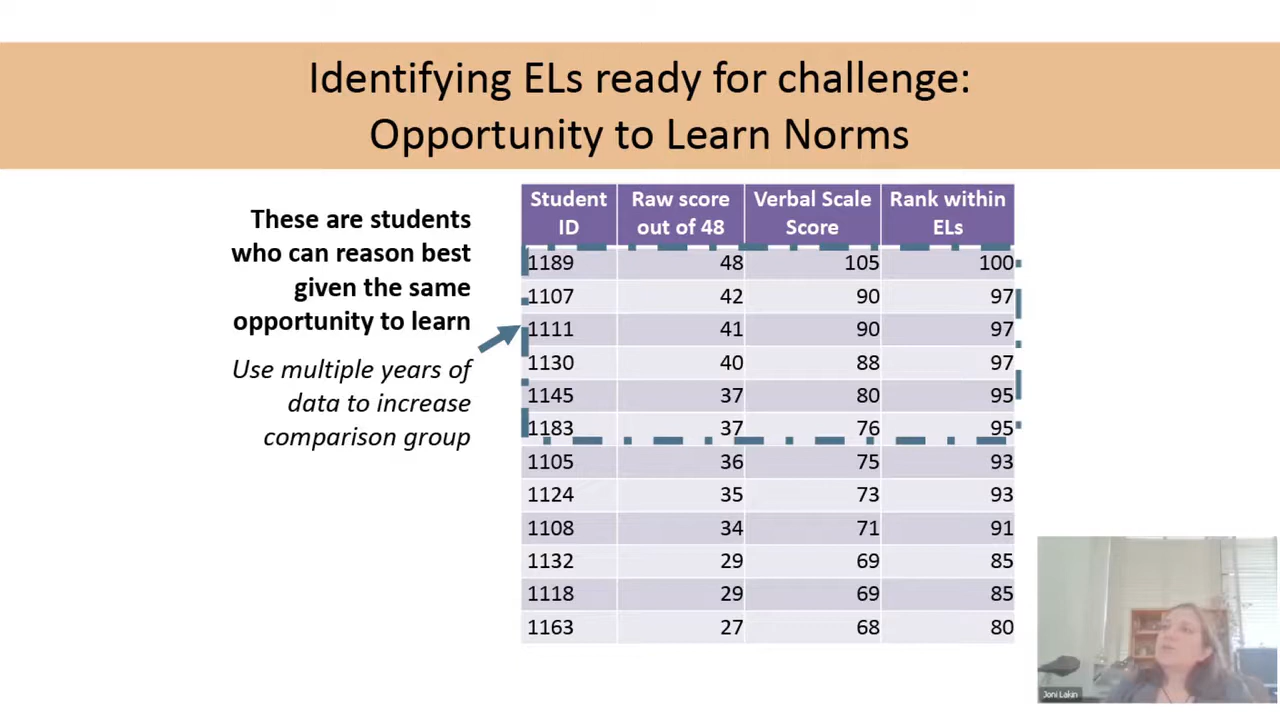 Identifying ELs ready for challenge:
Opportunity to Learn Norms
These are students
who can reason best
given the same
opportunity to learn
Use multiple years of
data to increase
comparison group
Student ID Raw score out of 48 Verbal Scale Score Rank within ELs
1189 48 105 100
1107 42 90 97
1111 41 90 97
1130 40 88 97
1145 37 80 95
1183 37 76 95
1105 36 75 93
1124 35 73 93
1108 34 71 91
1132 29 69 85
1118 29 69 85
1163 27 68 80
Joni Lakin